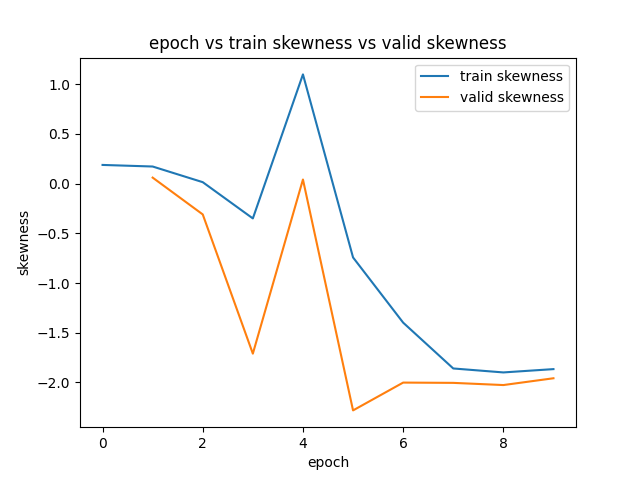 epoch vs train skewness vs valid skewness
train skewness
valid skewness
1.0
0.5
0.0
−0.5
−1.0
−1.5
−2.0
skewness
0 2 4 6 8
epoch